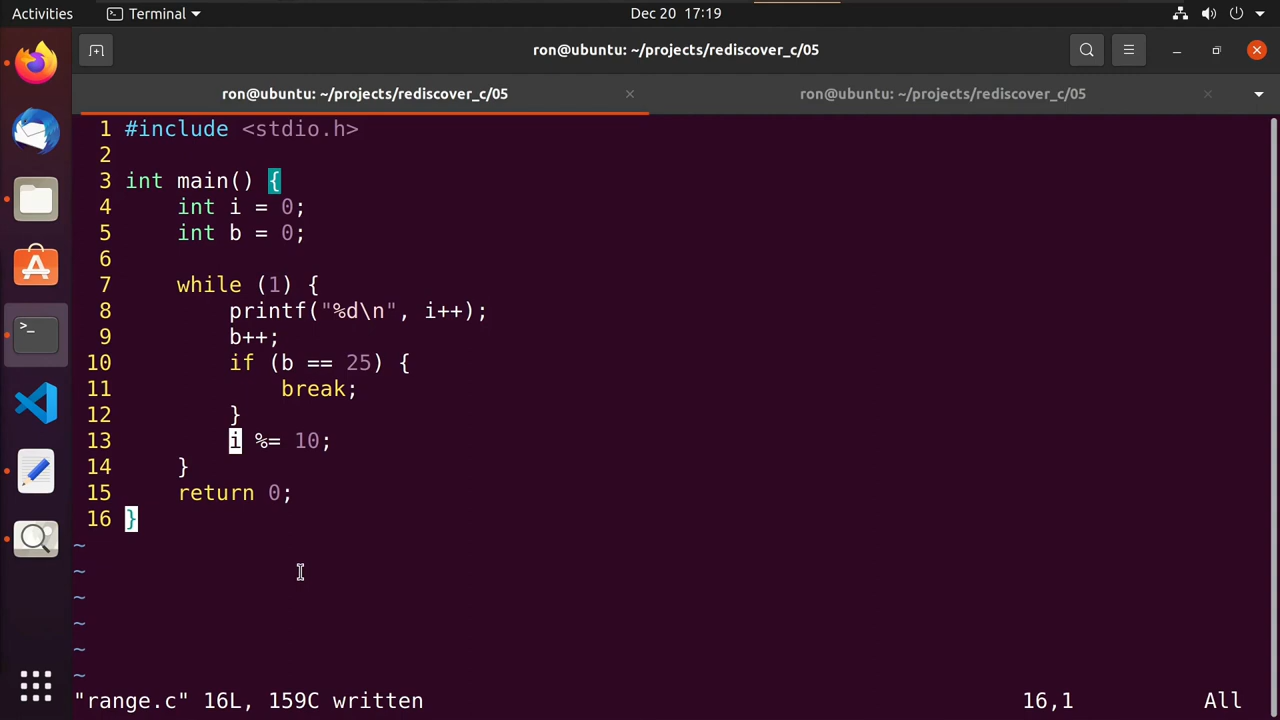 Activities Terminal Dec 20 17:19
ron@ubuntu: ~/projects/rediscover_c/05
ron@ubuntu: ~/projects/rediscover_c/05 ron@ubuntu: ~/projects/rediscover_c/05
1 #include <stdio.h>
2
3 int main() {
4     int i = 0;
5     int b = 0;
6
7     while (1) {
8         printf("%d\n", i++);
9         b++;
10         if (b == 25) {
11             break;
12         }
13         i %= 10;
14     }
15     return 0;
16 }
~
~
~
~
~
~
"range.c" 16L, 159C written 16,1 All